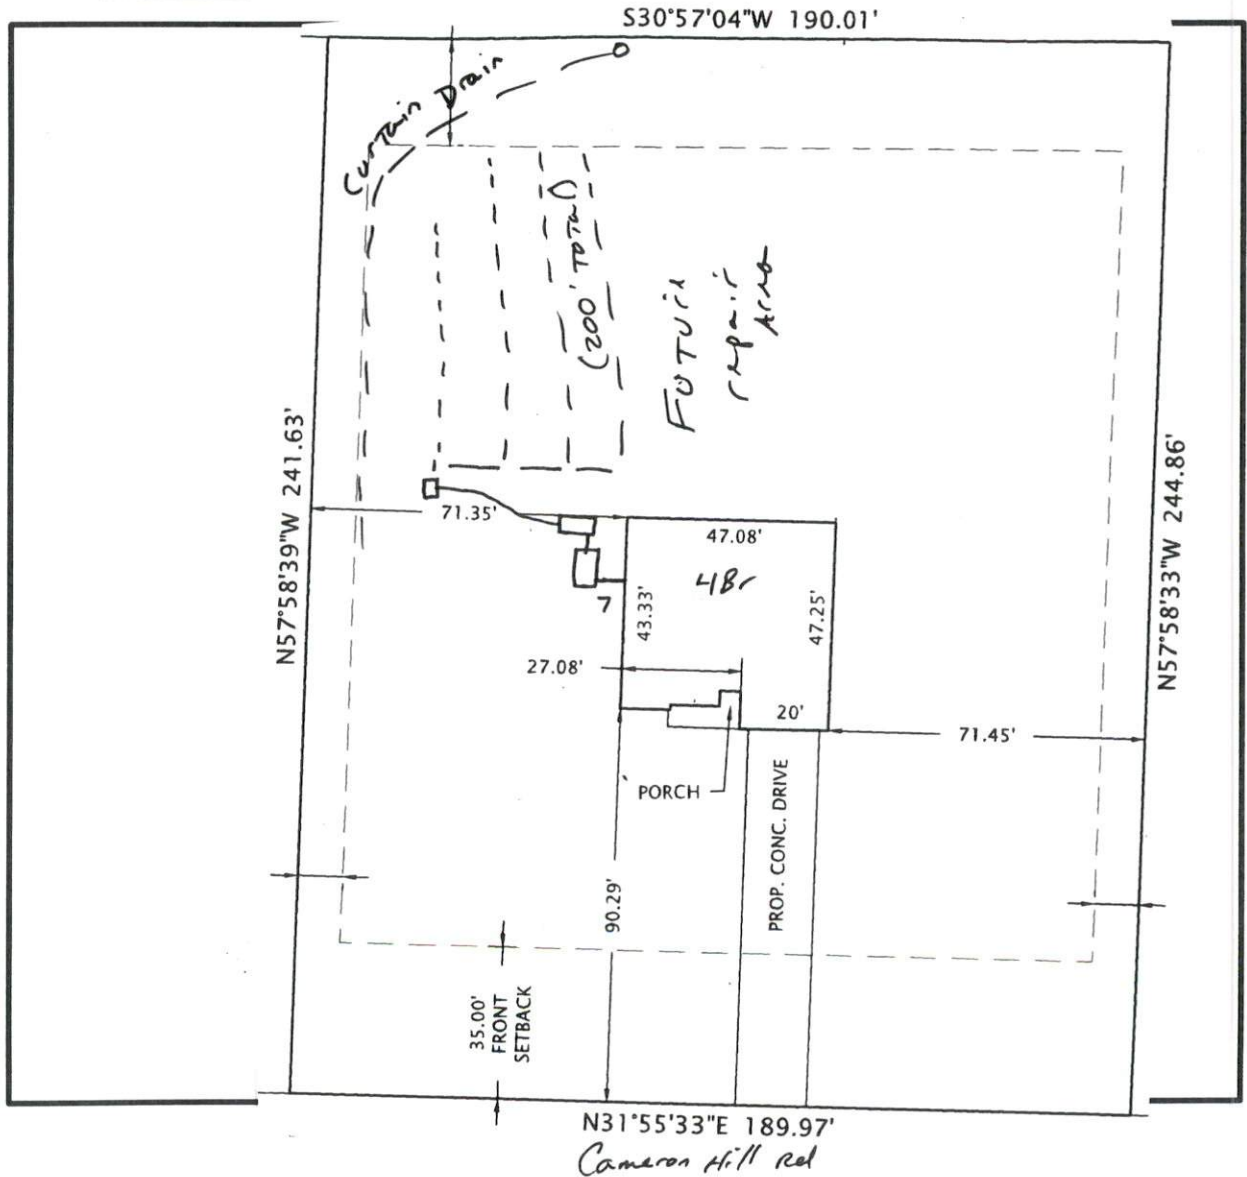 S30°57'04"W 190.01'
Curtain Drain
(200' TOTAL)
FUTURE
repair
Area
N57°58'39"W 241.63'
N57°58'33"W 244.86'
71.35'
47.08'
4Br
7
43.33'
47.25'
27.08'
20'
71.45'
PORCH
PROP. CONC. DRIVE
90.29'
35.00'
FRONT
SETBACK
N31°55'33"E 189.97'
Cameron Hill Rd